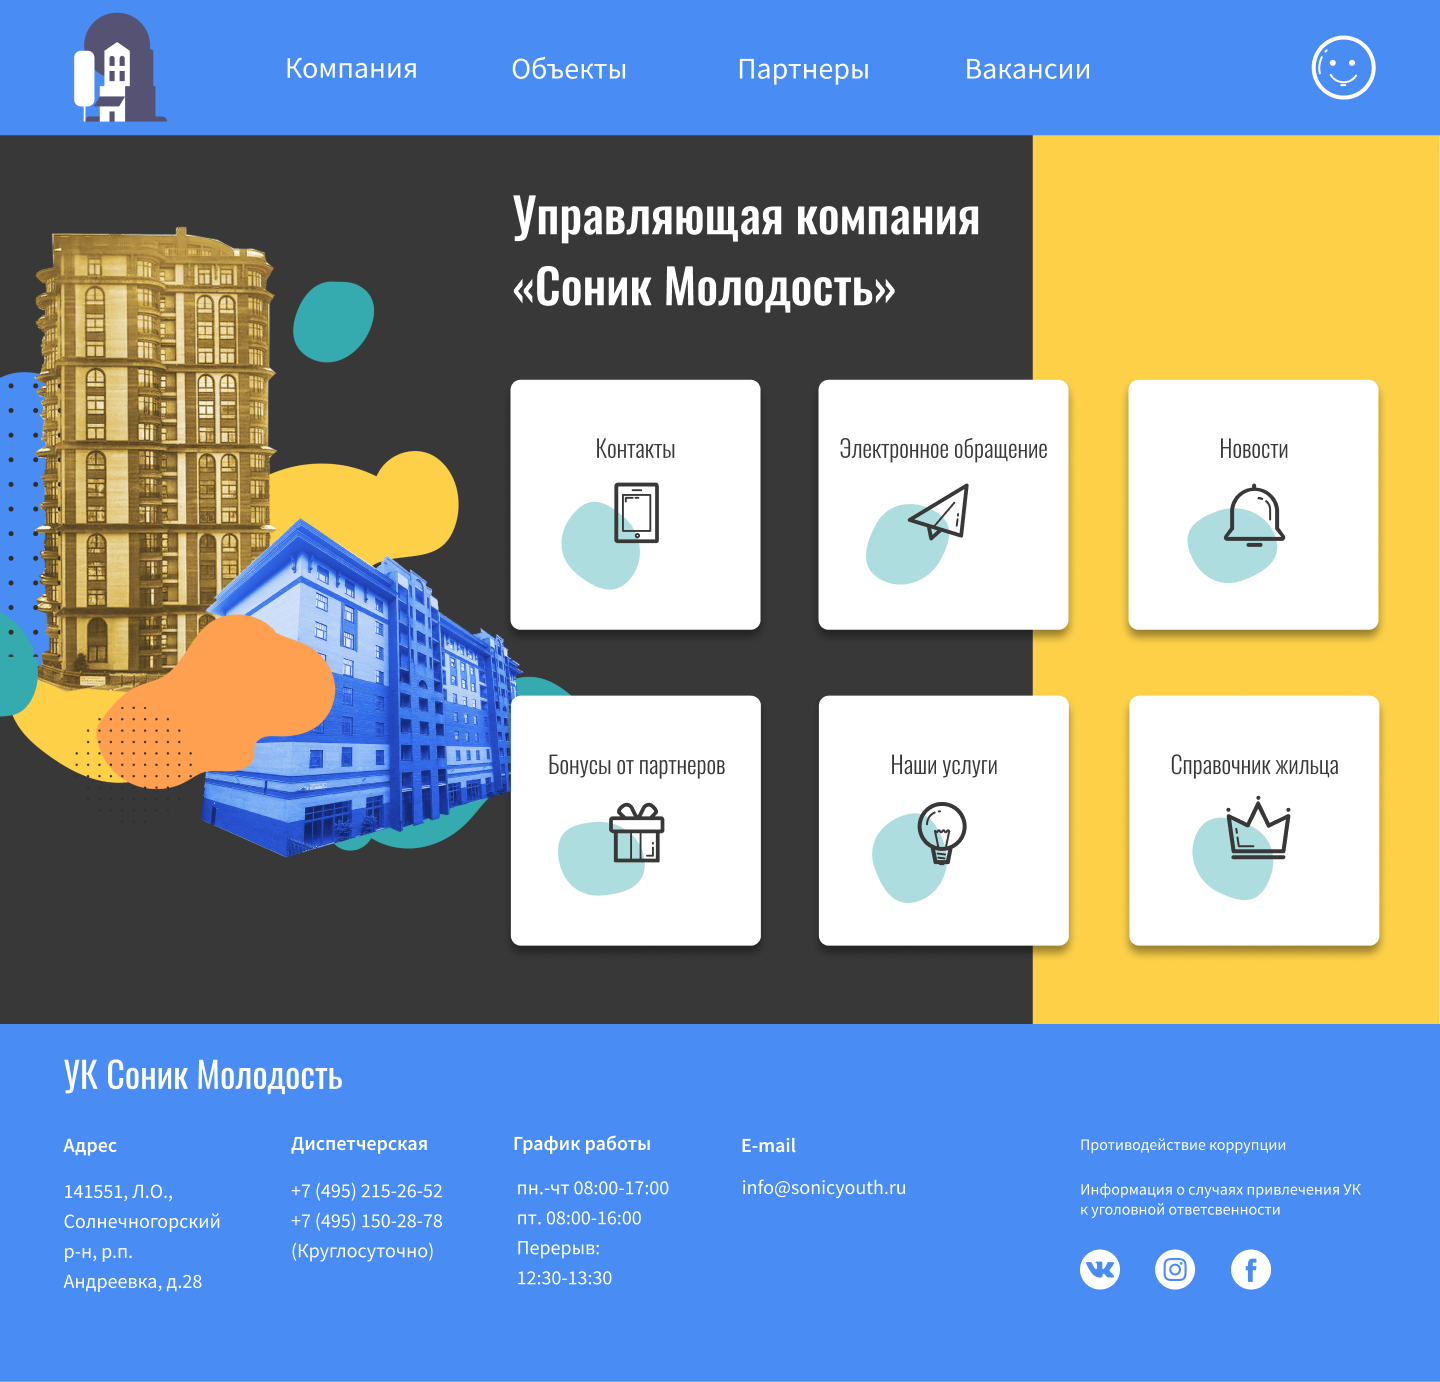 Компания
Объекты
Партнеры
Вакансии
Управляющая компания
«Соник Молодость»
Контакты
Электронное обращение
Новости
Бонусы от партнеров
Наши услуги
Справочник жильца
УК Соник Молодость
Адрес
141551, Л.О.,
Солнечногорский
р-н, р.п.
Андреевка, д.28
Диспетчерская
+7 (495) 215-26-52
+7 (495) 150-28-78
(Круглосуточно)
График работы
пн.-чт 08:00-17:00
пт. 08:00-16:00
Перерыв:
12:30-13:30
E-mail
info@sonicyouth.ru
Противодействие коррупции
Информация о случаях привлечения УК
к уголовной ответсвенности